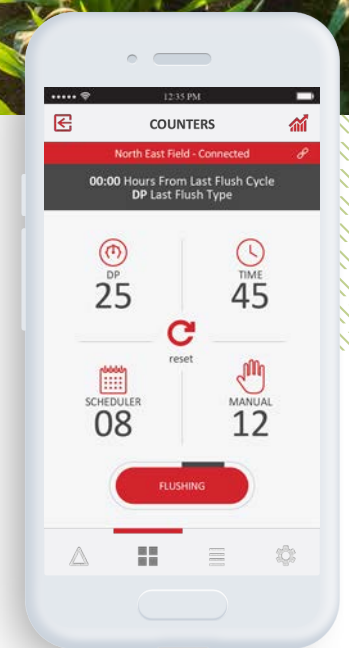 12:35 PM
COUNTERS
North East Field - Connected
00:00 Hours From Last Flush Cycle
DP Last Flush Type
DP
25
TIME
45
reset
SCHEDULER
08
MANUAL
12
FLUSHING